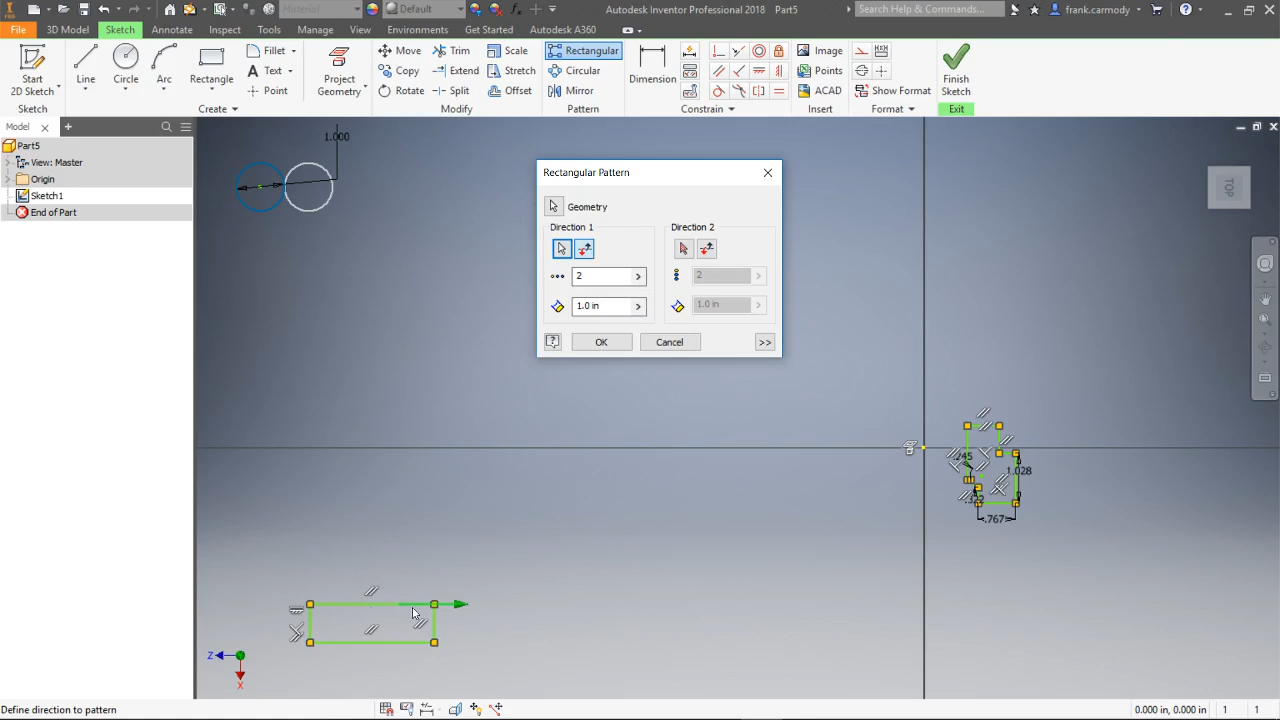 Material
Default
Autodesk Inventor Professional 2018 Part5
Search Help & Commands...
frank.carmody
File 3D Model Sketch Annotate Inspect Tools Manage View Environments Get Started Autodesk A360
Start
2D Sketch
Line
Circle
Arc
Rectangle
Fillet
Text
Point
Project
Geometry
Move
Copy
Rotate
Trim
Extend
Split
Scale
Stretch
Offset
Rectangular
Circular
Mirror
Dimension
Image
Points
ACAD
Show Format
Finish
Sketch
Sketch Create Modify Pattern Constrain Insert Format Exit
Model
Part5
View: Master
Origin
Sketch1
End of Part
1.000
Rectangular Pattern
Geometry
Direction 1
2
1.0 in
Direction 2
2
1.0 in
OK
Cancel
>>
TOP
.245
1.028
.767
Z
X
Define direction to pattern
0.000 in, 0.000 in 1 1